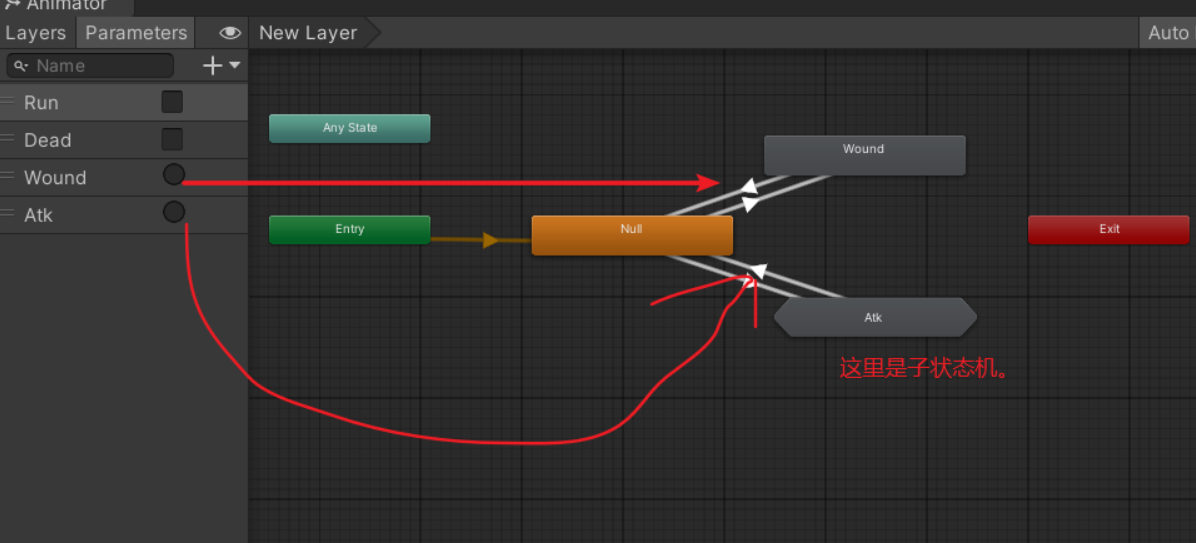 Animator
Layers Parameters New Layer Auto
Name
Run
Dead
Wound
Atk
Any State
Wound
Entry
Null
Exit
Atk
这里是子状态机。